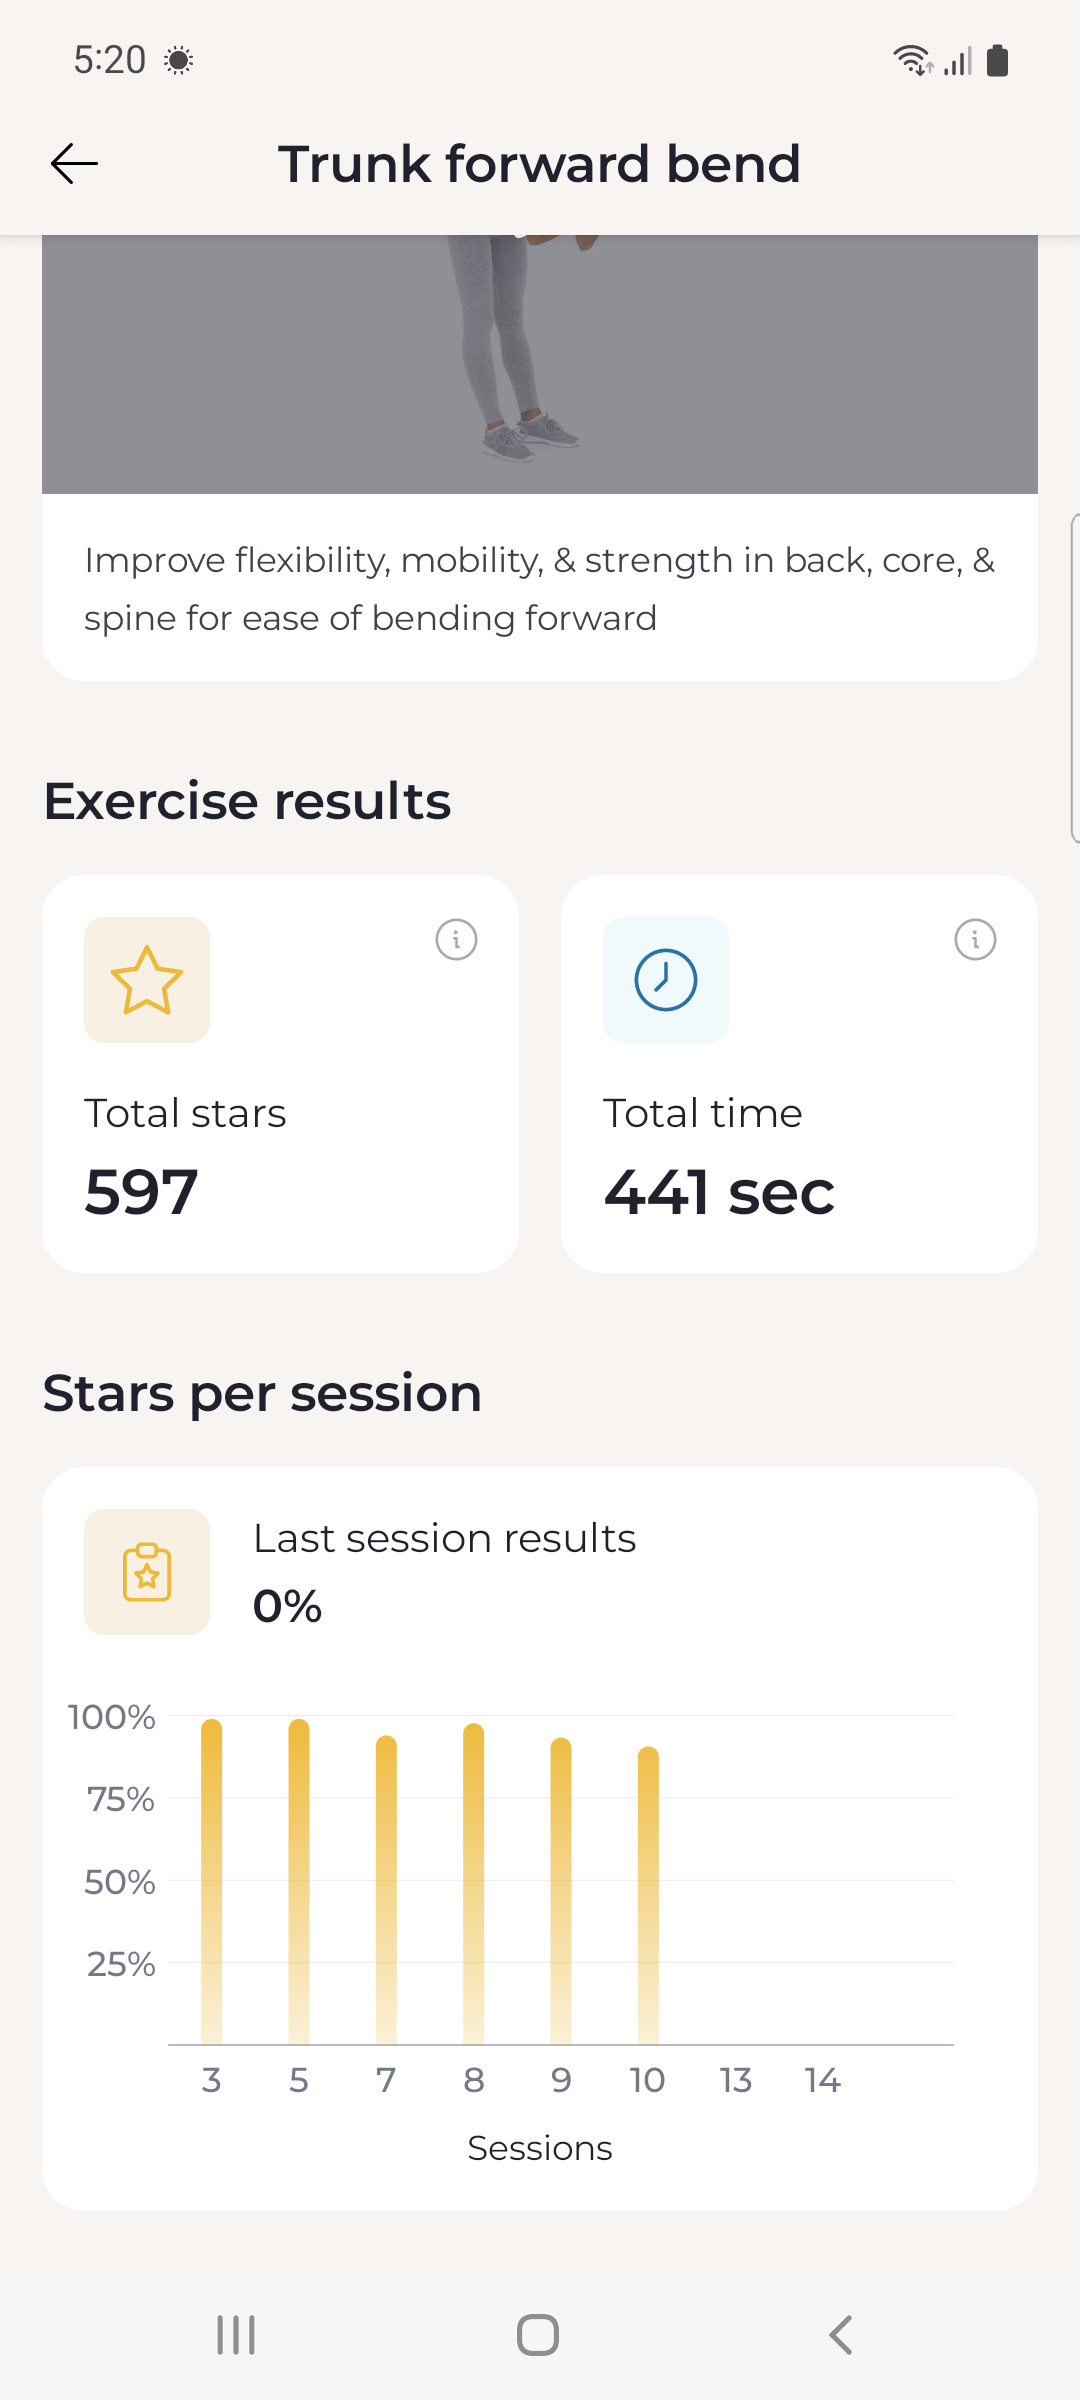 5:20
Trunk forward bend
Improve flexibility, mobility, & strength in back, core, &
spine for ease of bending forward
Exercise results
Total stars
597
Total time
441 sec
Stars per session
Last session results
0%
100%
75%
50%
25%
3 5 7 8 9 10 13 14
Sessions